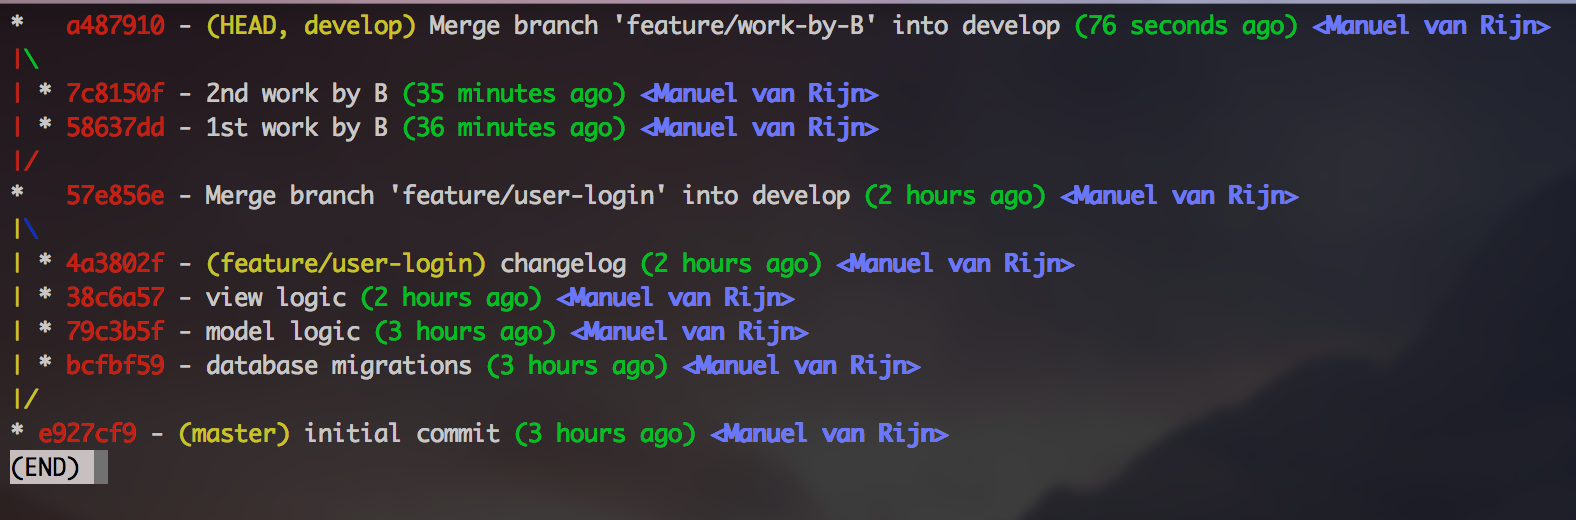 *   a487910 - (HEAD, develop) Merge branch 'feature/work-by-B' into develop (76 seconds ago) <Manuel van Rijn>
|\
| * 7c8150f - 2nd work by B (35 minutes ago) <Manuel van Rijn>
| * 58637dd - 1st work by B (36 minutes ago) <Manuel van Rijn>
|/
*   57e856e - Merge branch 'feature/user-login' into develop (2 hours ago) <Manuel van Rijn>
|\
| * 4a3802f - (feature/user-login) changelog (2 hours ago) <Manuel van Rijn>
| * 38c6a57 - view logic (2 hours ago) <Manuel van Rijn>
| * 79c3b5f - model logic (3 hours ago) <Manuel van Rijn>
| * bcfbf59 - database migrations (3 hours ago) <Manuel van Rijn>
|/
* e927cf9 - (master) initial commit (3 hours ago) <Manuel van Rijn>
(END)